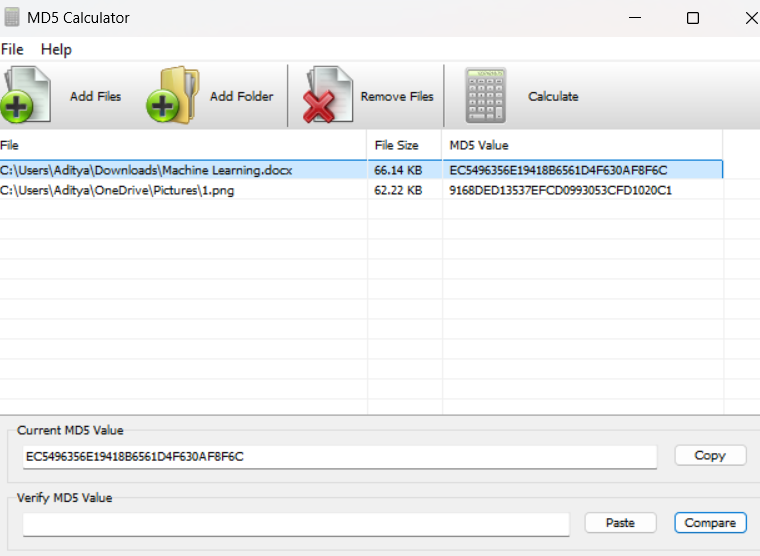 MD5 Calculator
File Help
Add Files Add Folder Remove Files Calculate
File File Size MD5 Value
C:\Users\Aditya\Downloads\Machine Learning.docx 66.14 KB EC5496356E19418B6561D4F630AF8F6C
C:\Users\Aditya\OneDrive\Pictures\1.png 62.22 KB 9168DED13537EFCD0993053CFD1020C1
Current MD5 Value
EC5496356E19418B6561D4F630AF8F6C Copy
Verify MD5 Value
Paste Compare